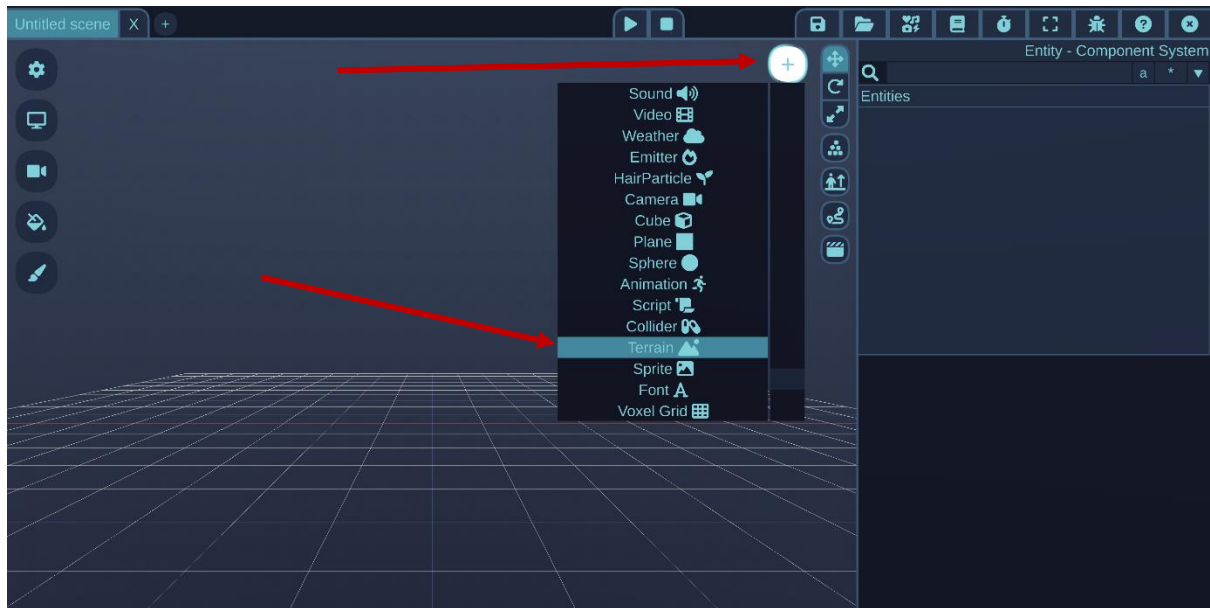 Untitled scene X +
Entity - Component System
a *
Entities
Sound
Video
Weather
Emitter
HairParticle
Camera
Cube
Plane
Sphere
Animation
Script
Collider
Terrain
Sprite
Font A
Voxel Grid